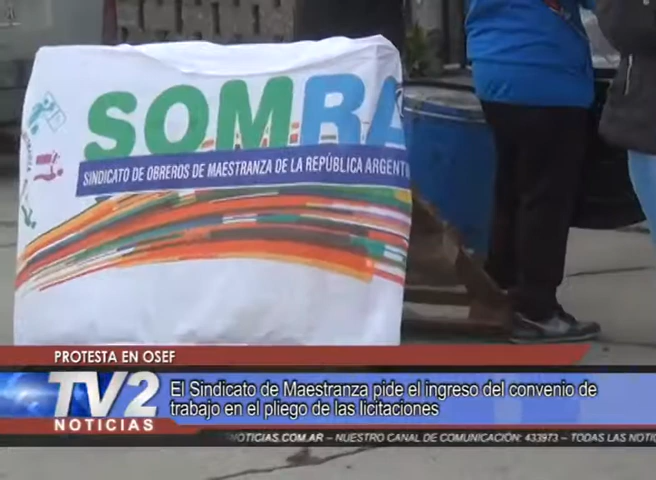 SOMRA
SINDICATO DE OBREROS DE MAESTRANZA DE LA REPÚBLICA ARGENTINA
PROTESTA EN OSEF
TV2
NOTICIAS
El Sindicato de Maestranza pide el ingreso del convenio de
trabajo en el pliego de las licitaciones
NOTICIAS.COM.AR – NUESTRO CANAL DE COMUNICACIÓN: 433973 – TODAS LAS NOTI